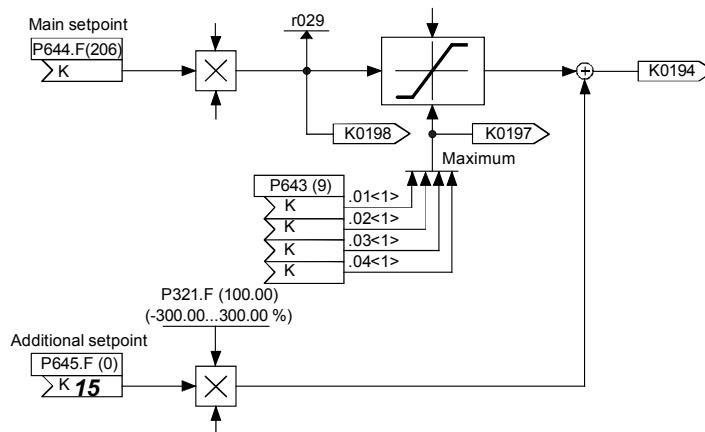 Main setpoint
r029
P644.F(206)
K
K0194
K0198
K0197
Maximum
P643 (9)
K .01<1>
K .02<1>
K .03<1>
K .04<1>
P321.F (100.00)
(-300.00...300.00 %)
Additional setpoint
P645.F (0)
K 15